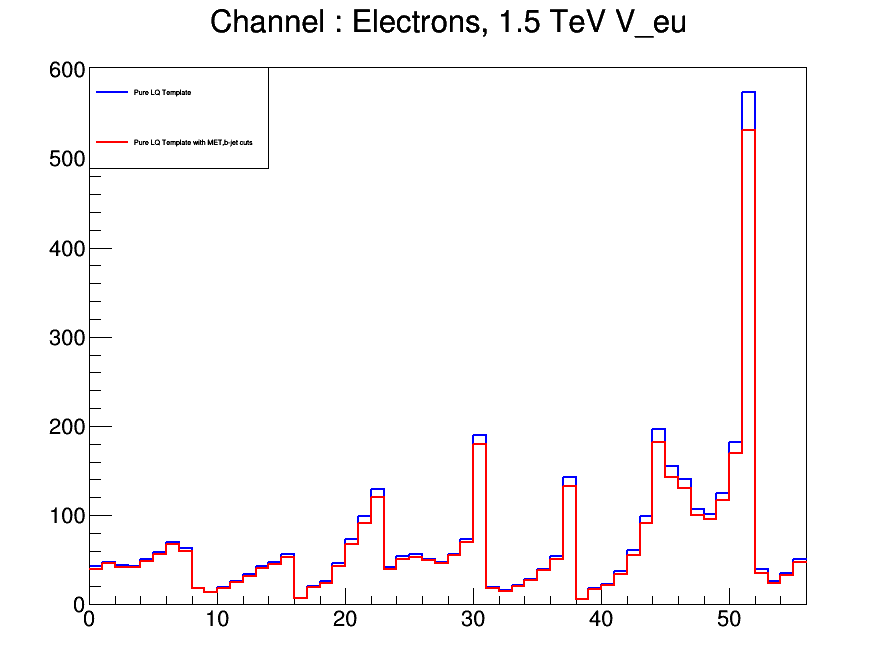 Channel : Electrons, 1.5 TeV V_eu
600
Pure LQ Template
Pure LQ Template with MET,b-jet cuts
500
400
300
200
100
0
0 10 20 30 40 50